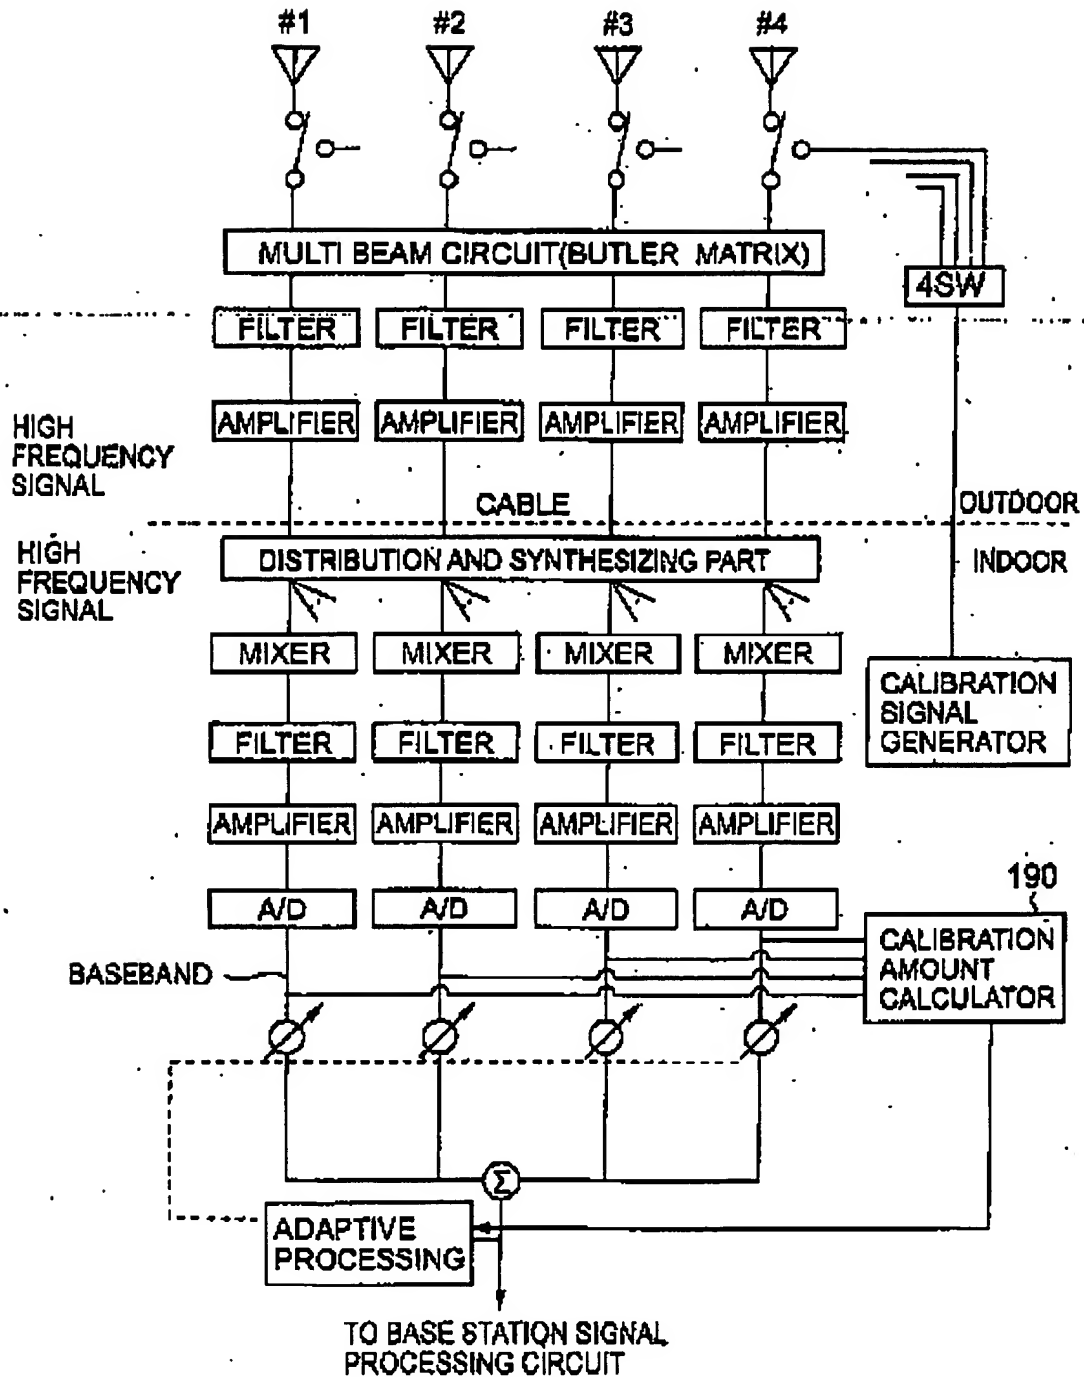 #1 #2 #3 #4
MULTI BEAM CIRCUIT(BUTLER MATRIX)
4SW
FILTER FILTER FILTER FILTER
AMPLIFIER AMPLIFIER AMPLIFIER AMPLIFIER
HIGH
FREQUENCY
SIGNAL
CABLE
OUTDOOR
HIGH
FREQUENCY
SIGNAL
DISTRIBUTION AND SYNTHESIZING PART
INDOOR
MIXER MIXER MIXER MIXER
CALIBRATION
SIGNAL
GENERATOR
FILTER FILTER FILTER FILTER
AMPLIFIER AMPLIFIER AMPLIFIER AMPLIFIER
A/D A/D A/D A/D
190
CALIBRATION
AMOUNT
CALCULATOR
BASEBAND
Σ
ADAPTIVE
PROCESSING
TO BASE STATION SIGNAL
PROCESSING CIRCUIT